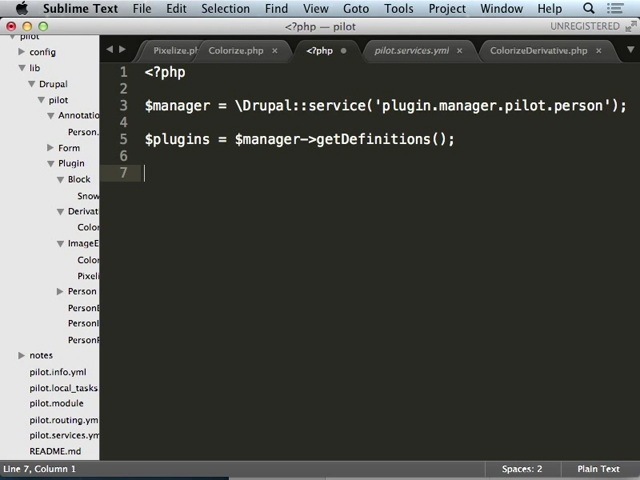 Sublime Text File Edit Selection Find View Goto Tools Project Window Help
<?php — pilot
UNREGISTERED
Pixelize.php
Colorize.php
<?php
pilot.services.yml
ColorizeDerivative.php
pilot
config
lib
Drupal
pilot
Annotatio
Person.
Form
Plugin
Block
Snow
Derivat
Color
ImageE
Color
Pixeli
Person
PersonE
PersonI
PersonF
notes
pilot.info.yml
pilot.local_tasks
pilot.module
pilot.routing.ym
pilot.services.ym
README.md
1 <?php
2
3 $manager = \Drupal::service('plugin.manager.pilot.person');
4
5 $plugins = $manager->getDefinitions();
6
7
Line 7, Column 1
Spaces: 2
Plain Text